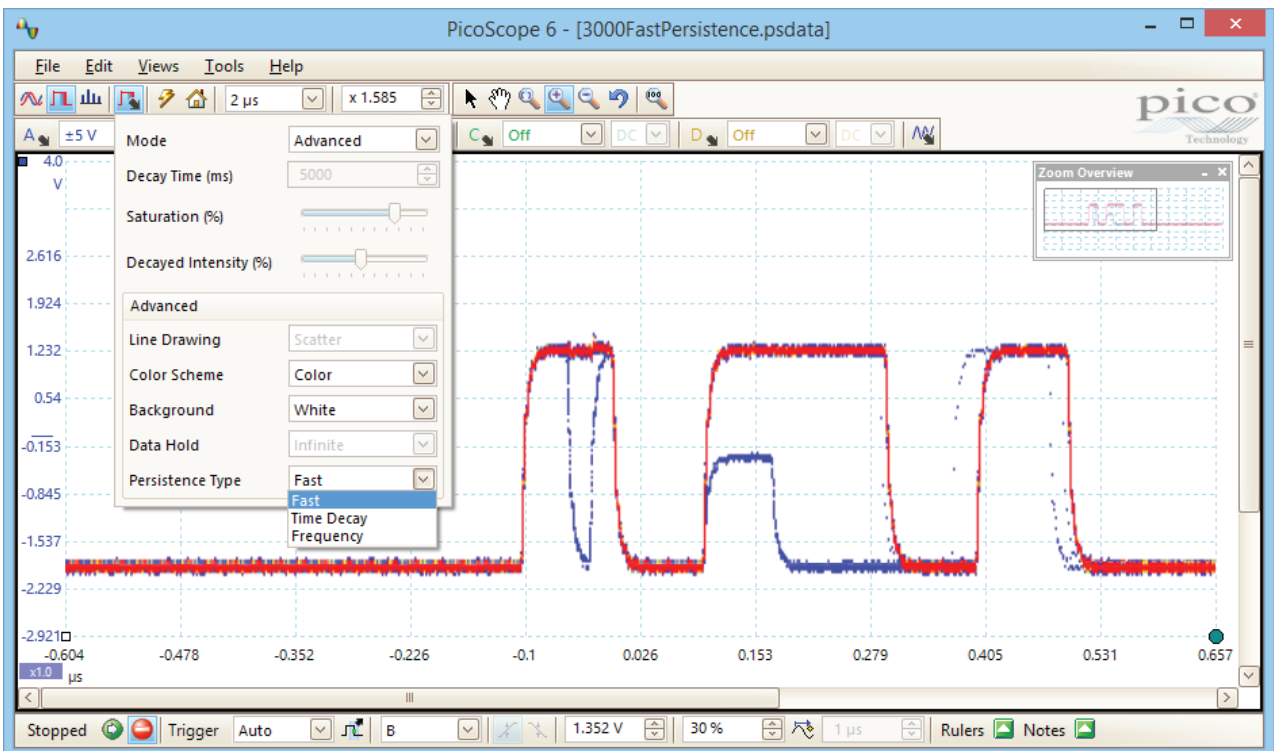 PicoScope 6 - [3000FastPersistence.psdata]
File Edit Views Tools Help
2 µs x 1.585
pico
Technology
A ±5 V C Off DC D Off DC
Mode Advanced
Decay Time (ms) 5000
Saturation (%)
Decayed Intensity (%)
Advanced
Line Drawing Scatter
Color Scheme Color
Background White
Data Hold Infinite
Persistence Type Fast
Fast
Time Decay
Frequency
Zoom Overview
4.0
V
2.616
1.924
1.232
0.54
-0.153
-0.845
-1.537
-2.229
-2.921
-0.604 -0.478 -0.352 -0.226 -0.1 0.026 0.153 0.279 0.405 0.531 0.657
x1.0 µs
Stopped Trigger Auto B 1.352 V 30 % 1 µs Rulers Notes